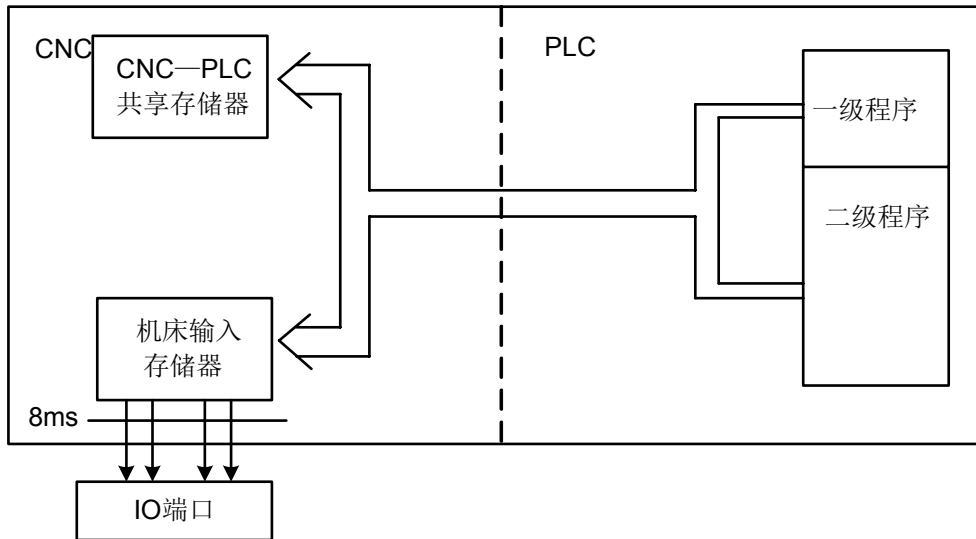 CNC
CNC—PLC
共享存储器
PLC
一级程序
二级程序
机床输入
存储器
8ms
IO端口